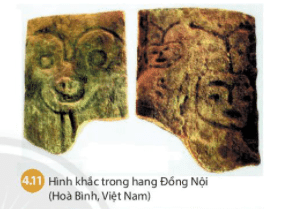 4.11 Hình khắc trong hang Đồng Nội
(Hoà Bình, Việt Nam)